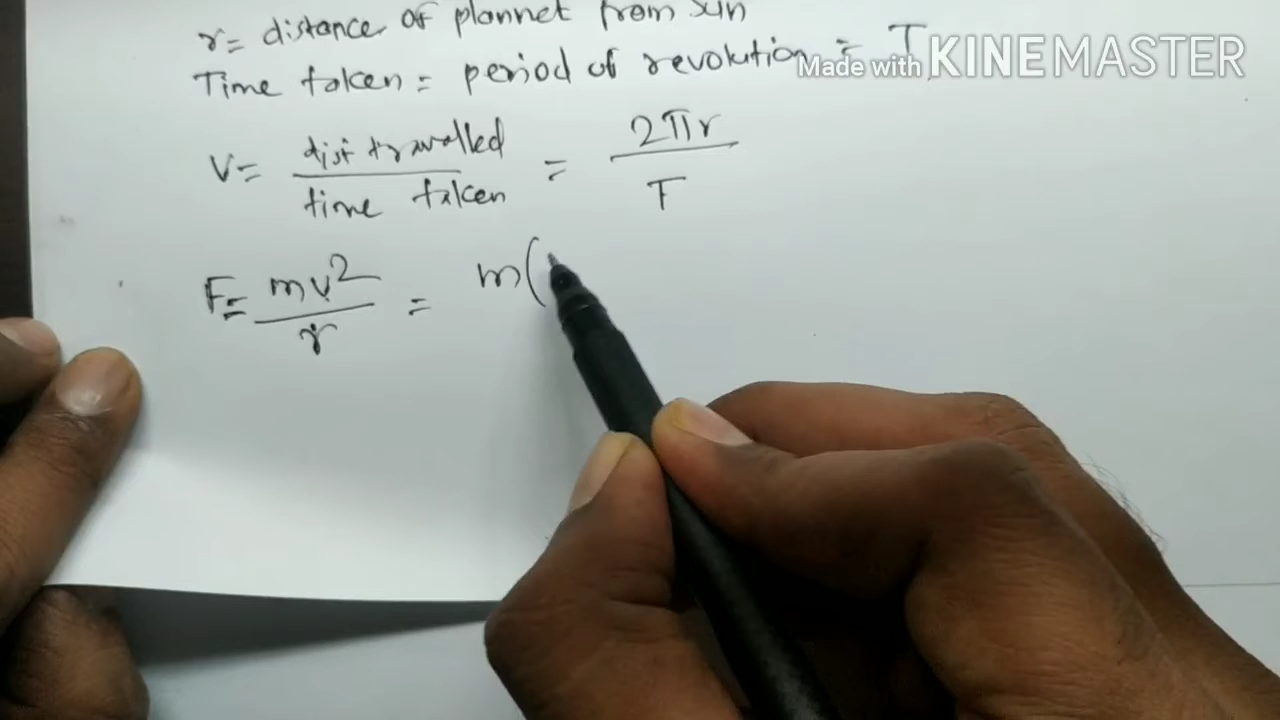 r = distance of plannet from sun
Time taken = period of revolution = T
Made with KINEMASTER
V = dist travelled / time taken = 2πr / T
F = mv² / r = m(